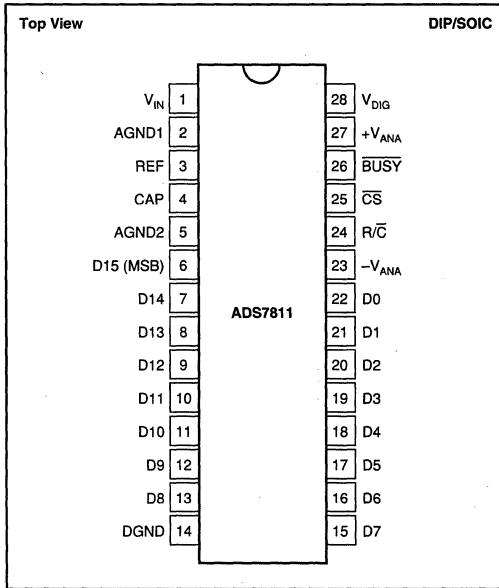 Top View
DIP/SOIC
V_IN 1
AGND1 2
REF 3
CAP 4
AGND2 5
D15 (MSB) 6
D14 7
D13 8
D12 9
D11 10
D10 11
D9 12
D8 13
DGND 14
ADS7811
28 V_DIG
27 +V_ANA
26 B̅U̅S̅Y̅
25 C̅S̅
24 R/C̅
23 –V_ANA
22 D0
21 D1
20 D2
19 D3
18 D4
17 D5
16 D6
15 D7